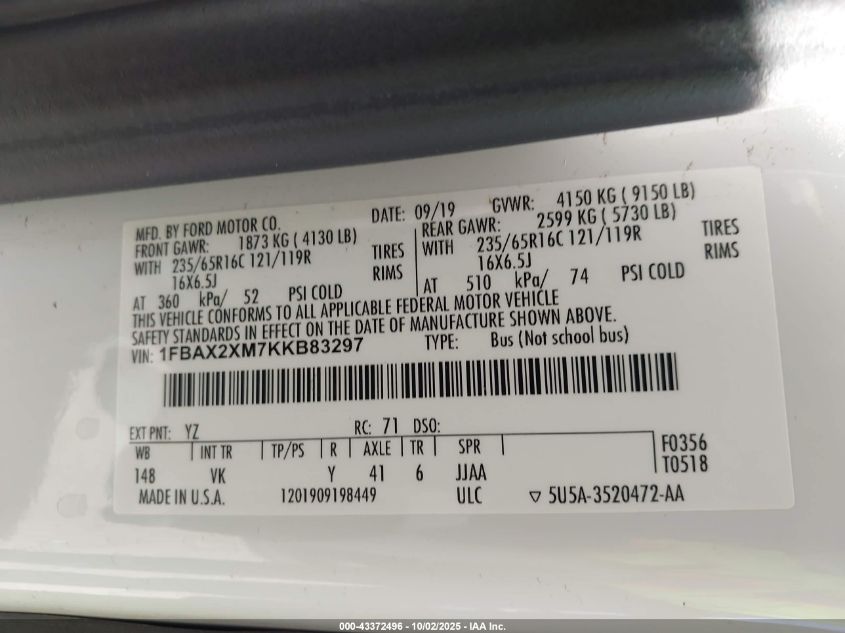 MFD. BY FORD MOTOR CO. DATE: 09/19 GVWR: 4150 KG ( 9150 LB)
FRONT GAWR: 1873 KG ( 4130 LB) REAR GAWR: 2599 KG ( 5730 LB)
WITH 235/65R16C 121/119R TIRES WITH 235/65R16C 121/119R TIRES
16X6.5J RIMS 16X6.5J RIMS
AT 360 kPa/ 52 PSI COLD AT 510 kPa/ 74 PSI COLD
THIS VEHICLE CONFORMS TO ALL APPLICABLE FEDERAL MOTOR VEHICLE
SAFETY STANDARDS IN EFFECT ON THE DATE OF MANUFACTURE SHOWN ABOVE.
VIN: 1FBAX2XM7KKB83297 TYPE: Bus (Not school bus)
EXT PNT: YZ RC: 71 DSO:
WB INT TR TP/PS R AXLE TR SPR F0356
148 VK Y 41 6 JJAA T0518
MADE IN U.S.A. 1201909198449 ULC ▽ 5U5A-3520472-AA
000-43372496 - 10/02/2025 - IAA Inc.